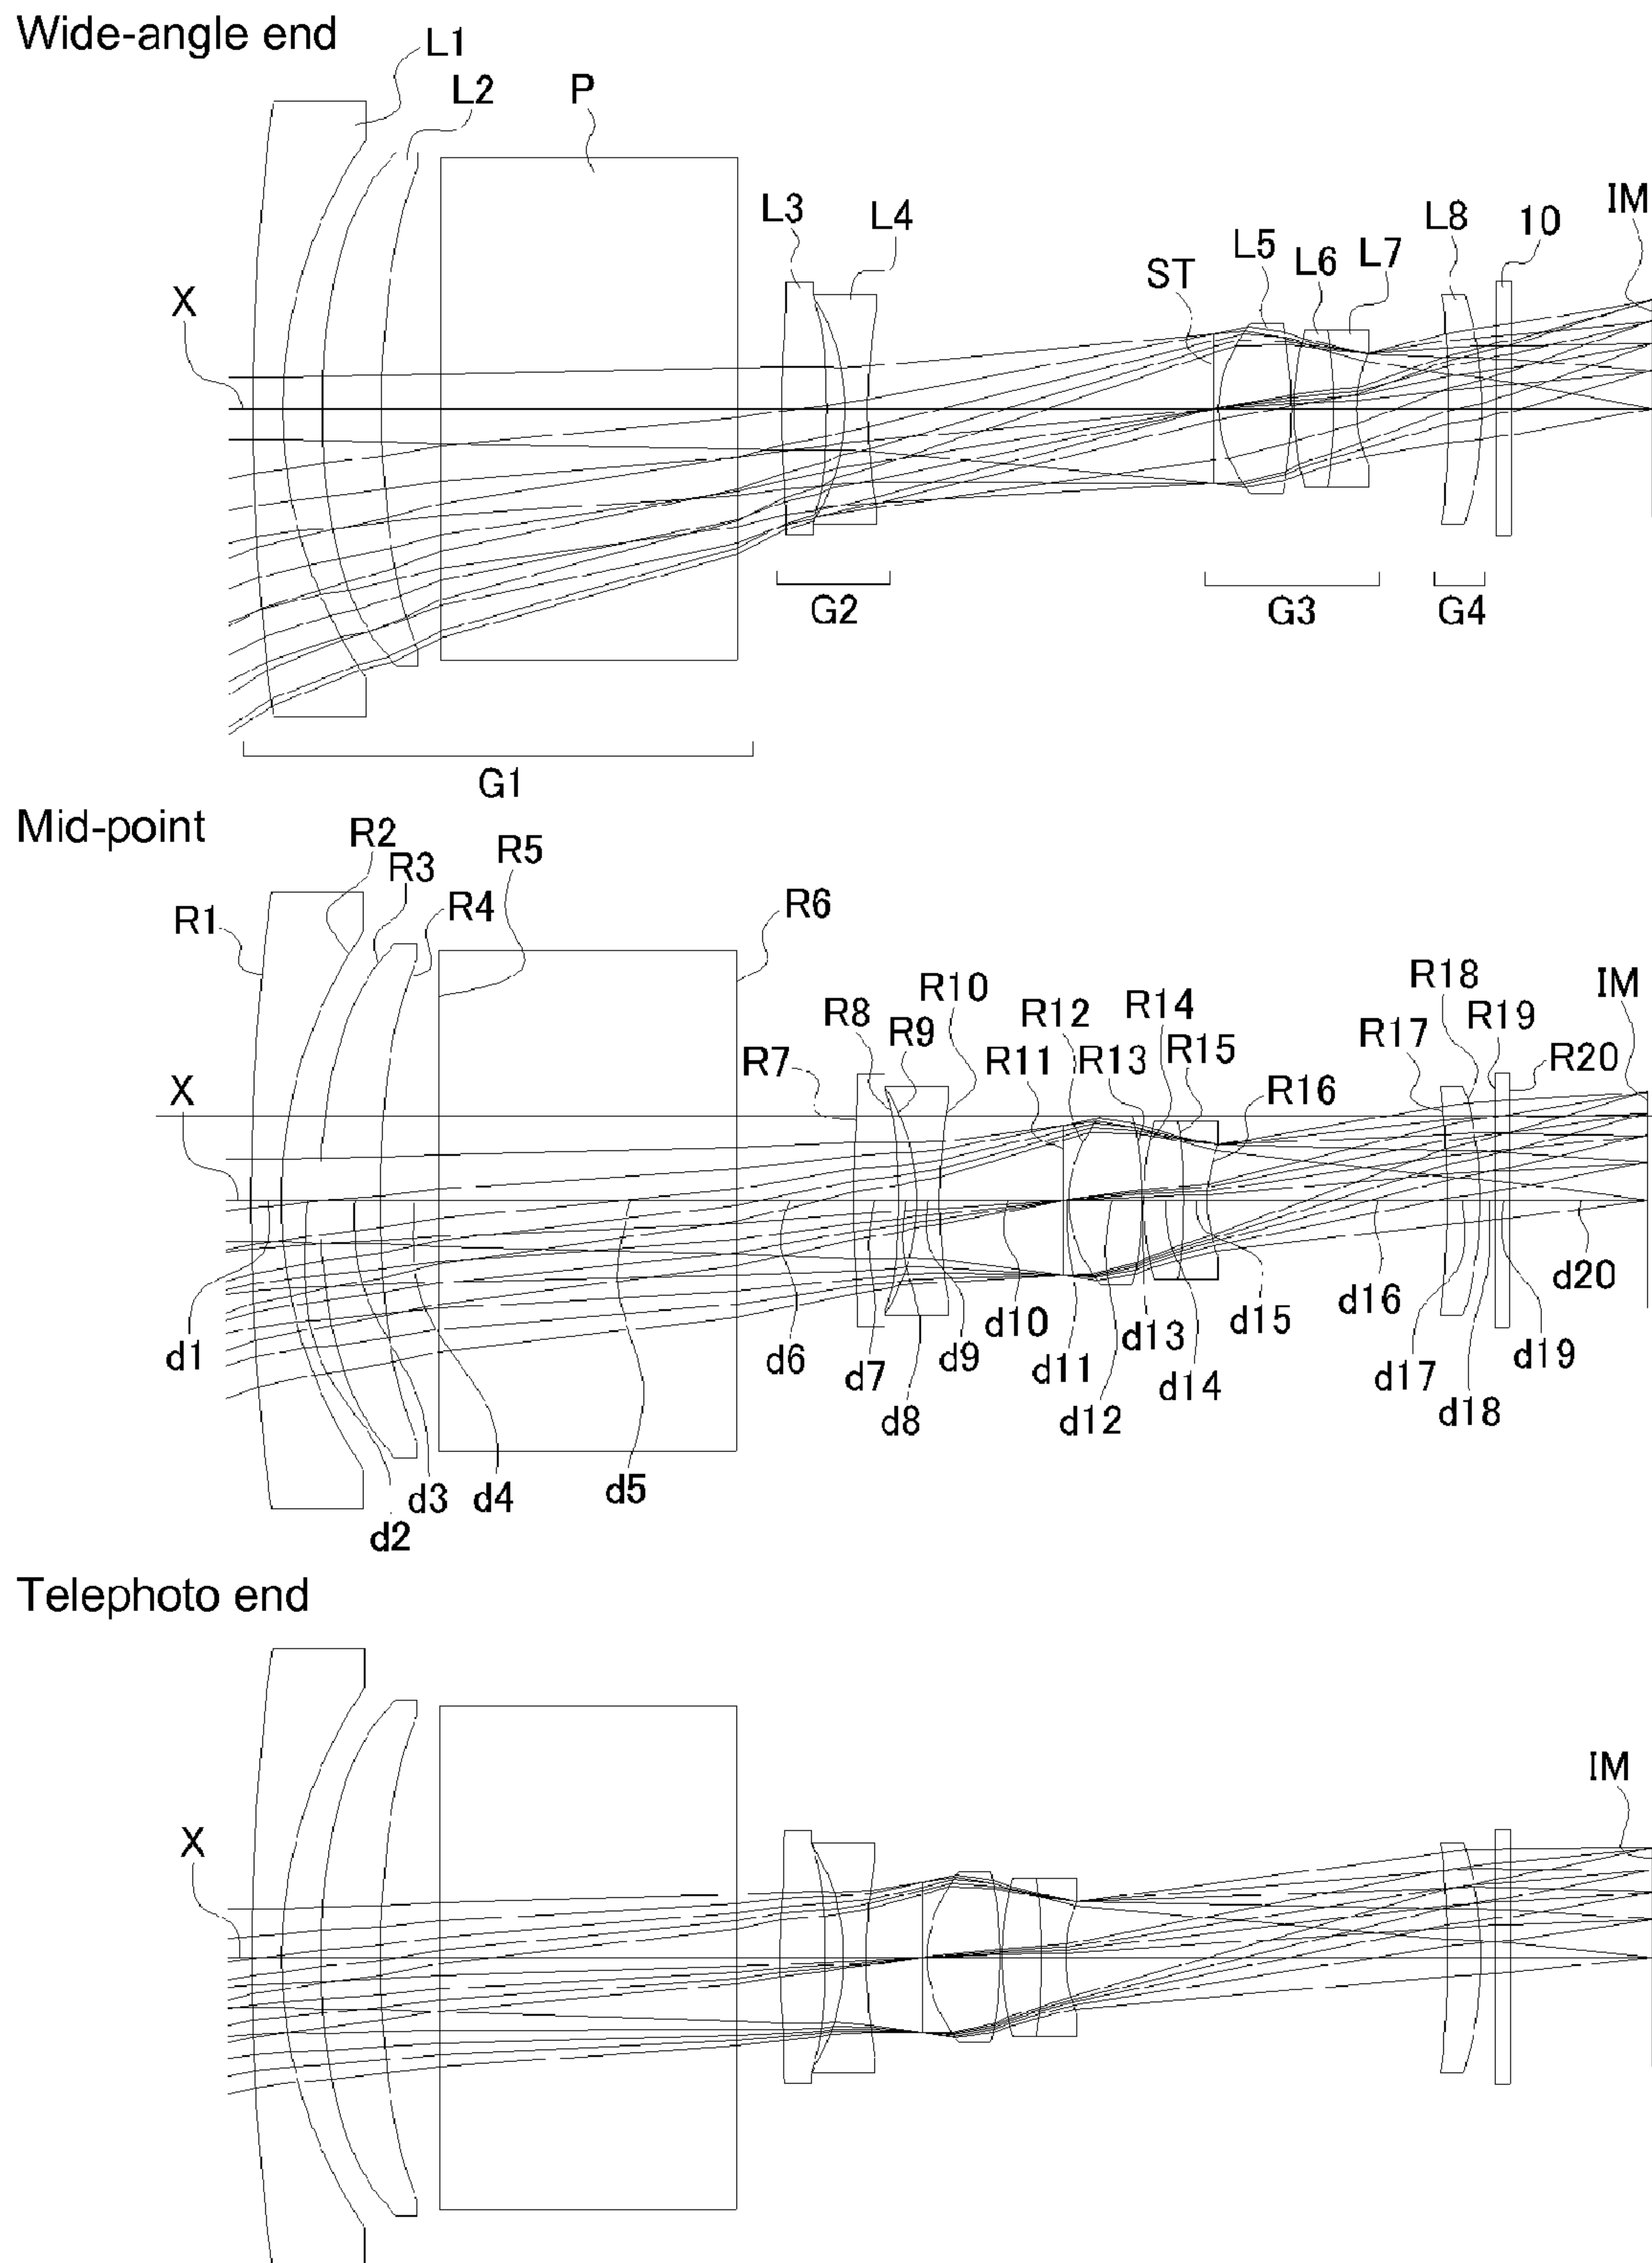 Wide-angle end
L1
L2
P
L3
L4
ST
L5
L6
L7
L8
10
IM
X
G2
G3
G4
G1
Mid-point
R1
R2
R3
R4
R5
R6
R7
R8
R9
R10
R11
R12
R13
R14
R15
R16
R17
R18
R19
R20
IM
X
d1
d2
d3
d4
d5
d6
d7
d8
d9
d10
d11
d12
d13
d14
d15
d16
d17
d18
d19
d20
Telephoto end
IM
X